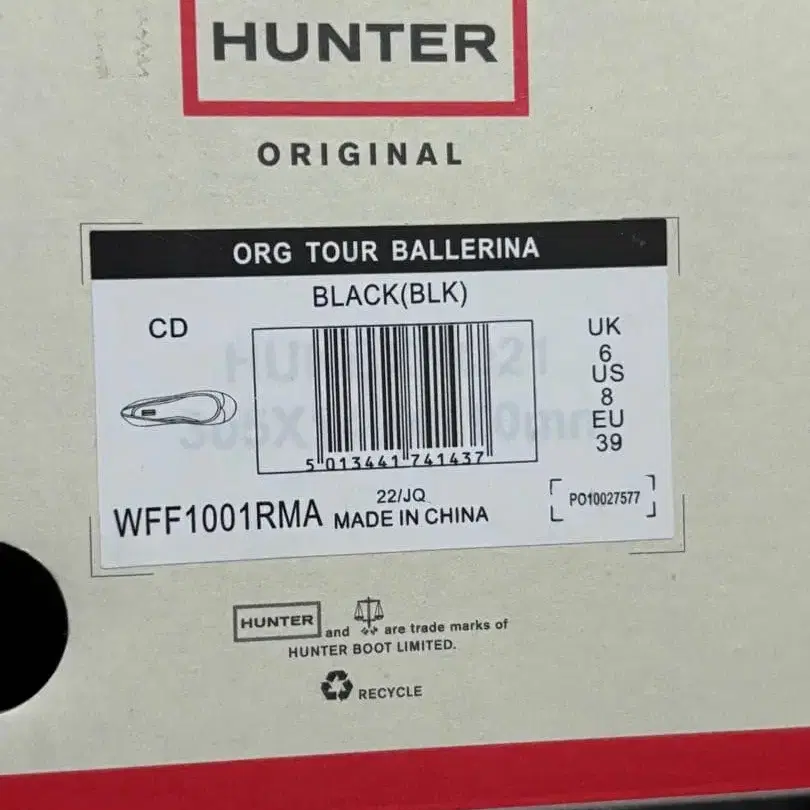 HUNTER
ORIGINAL
ORG TOUR BALLERINA
BLACK(BLK)
CD
UK
6
US
8
EU
39
5 013441 741437
22/JQ
WFF1001RMA MADE IN CHINA
PO10027577
HUNTER and are trade marks of
HUNTER BOOT LIMITED.
RECYCLE